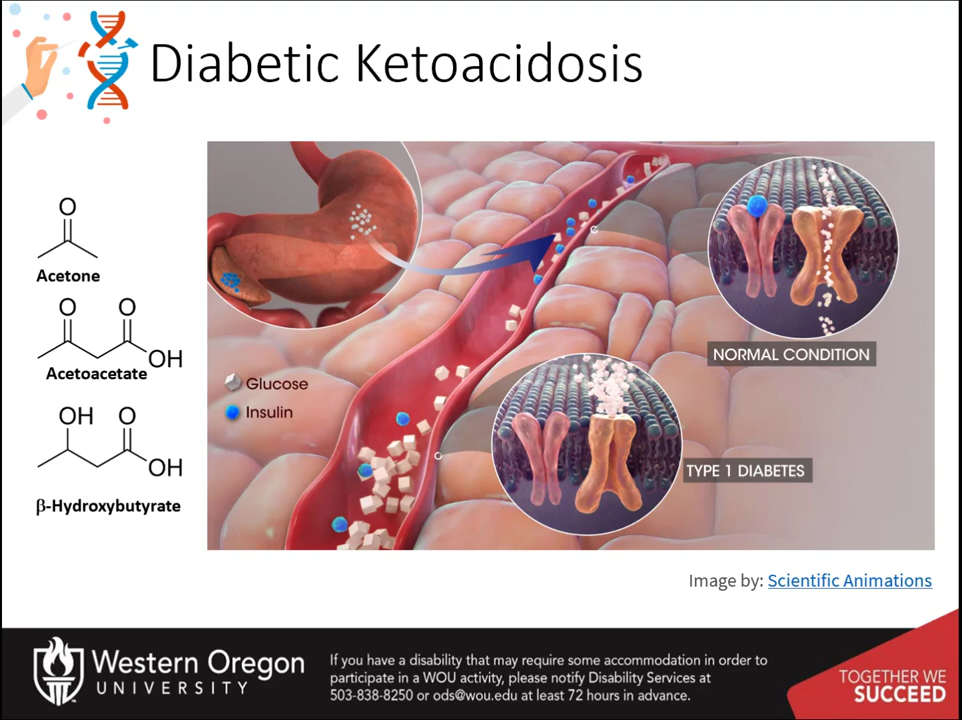 Diabetic Ketoacidosis
O
Acetone
O
O
OH
Acetoacetate
OH
O
OH
β-Hydroxybutyrate
Glucose
Insulin
NORMAL CONDITION
TYPE 1 DIABETES
Image by: Scientific Animations
Western Oregon
UNIVERSITY
If you have a disability that may require some accommodation in order to
participate in a WOU activity, please notify Disability Services at
503-838-8250 or ods@wou.edu at least 72 hours in advance.
TOGETHER WE
SUCCEED